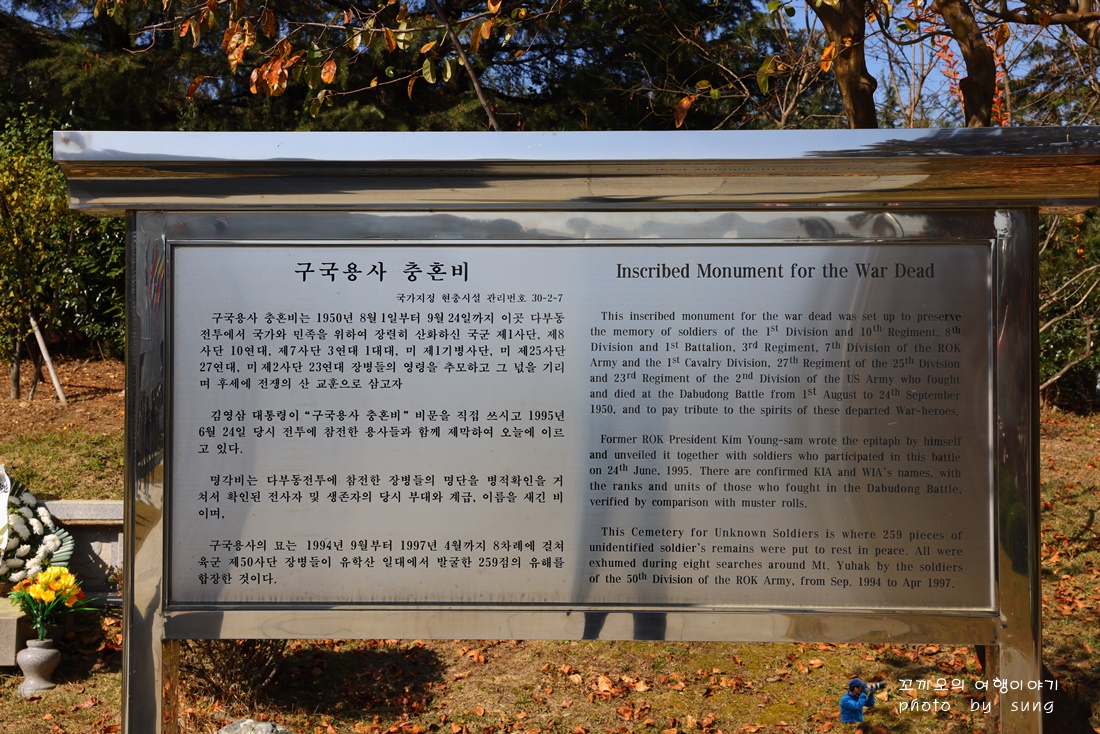 구국용사 충혼비
국가지정 현충시설 관리번호 30-2-7
구국용사 충혼비는 1950년 8월 1일부터 9월 24일까지 이곳 다부동
전투에서 국가와 민족을 위하여 장렬히 산화하신 국군 제1사단, 제8
사단 10연대, 제7사단 3연대 1대대, 미 제1기병사단, 미 제25사단
27연대, 미 제2사단 23연대 장병들의 영령을 추모하고 그 넋을 기리
며 후세에 전쟁의 산 교훈으로 삼고자
김영삼 대통령이 “구국용사 충혼비” 비문을 직접 쓰시고 1995년
6월 24일 당시 전투에 참전한 용사들과 함께 제막하여 오늘에 이르
고 있다.
명각비는 다부동전투에 참전한 장병들의 명단을 병적확인을 거
쳐서 확인된 전사자 및 생존자의 당시 부대와 계급, 이름을 새긴 비
이며,
구국용사의 묘는 1994년 9월부터 1997년 4월까지 8차례에 걸쳐
육군 제50사단 장병들이 유학산 일대에서 발굴한 259점의 유해를
합장한 것이다.
Inscribed Monument for the War Dead
This inscribed monument for the war dead was set up to preserve
the memory of soldiers of the 1st Division and 10th Regiment, 8th
Division and 1st Battalion, 3rd Regiment, 7th Division of the ROK
Army and the 1st Cavalry Division, 27th Regiment of the 25th Division
and 23rd Regiment of the 2nd Division of the US Army who fought
and died at the Dabudong Battle from 1st August to 24th September
1950, and to pay tribute to the spirits of these departed War-heroes.
Former ROK President Kim Young-sam wrote the epitaph by himself
and unveiled it together with soldiers who participated in this battle
on 24th June, 1995. There are confirmed KIA and WIA's names, with
the ranks and units of those who fought in the Dabudong Battle,
verified by comparison with muster rolls.
This Cemetery for Unknown Soldiers is where 259 pieces of
unidentified soldier's remains were put to rest in peace. All were
exhumed during eight searches around Mt. Yuhak by the soldiers
of the 50th Division of the ROK Army, from Sep. 1994 to Apr 1997.
꼬끼오의 여행이야기
photo by sung